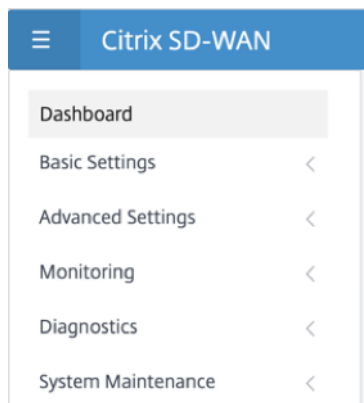 Citrix SD-WAN
Dashboard
Basic Settings
Advanced Settings
Monitoring
Diagnostics
System Maintenance